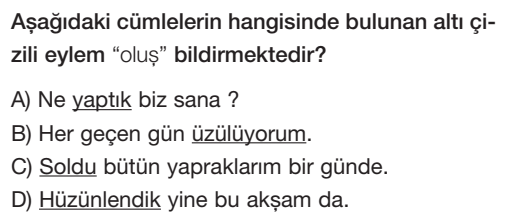 Aşağıdaki cümlelerin hangisinde bulunan altı çi-
zili eylem “oluş” bildirmektedir?
A) Ne yaptık biz sana ?
B) Her geçen gün üzülüyorum.
C) Soldu bütün yapraklarım bir günde.
D) Hüzünlendik yine bu akşam da.